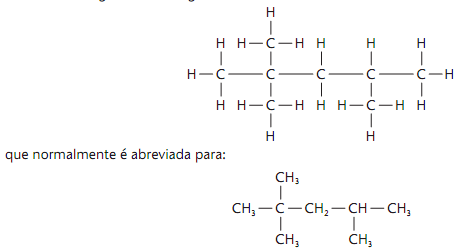 H
H H—C—H H H H
H—C—C—C—C—C—H
H H—C—H H H—C—H H
H H
que normalmente é abreviada para:
CH₃
CH₃—C—CH₂—CH—CH₃
CH₃ CH₃